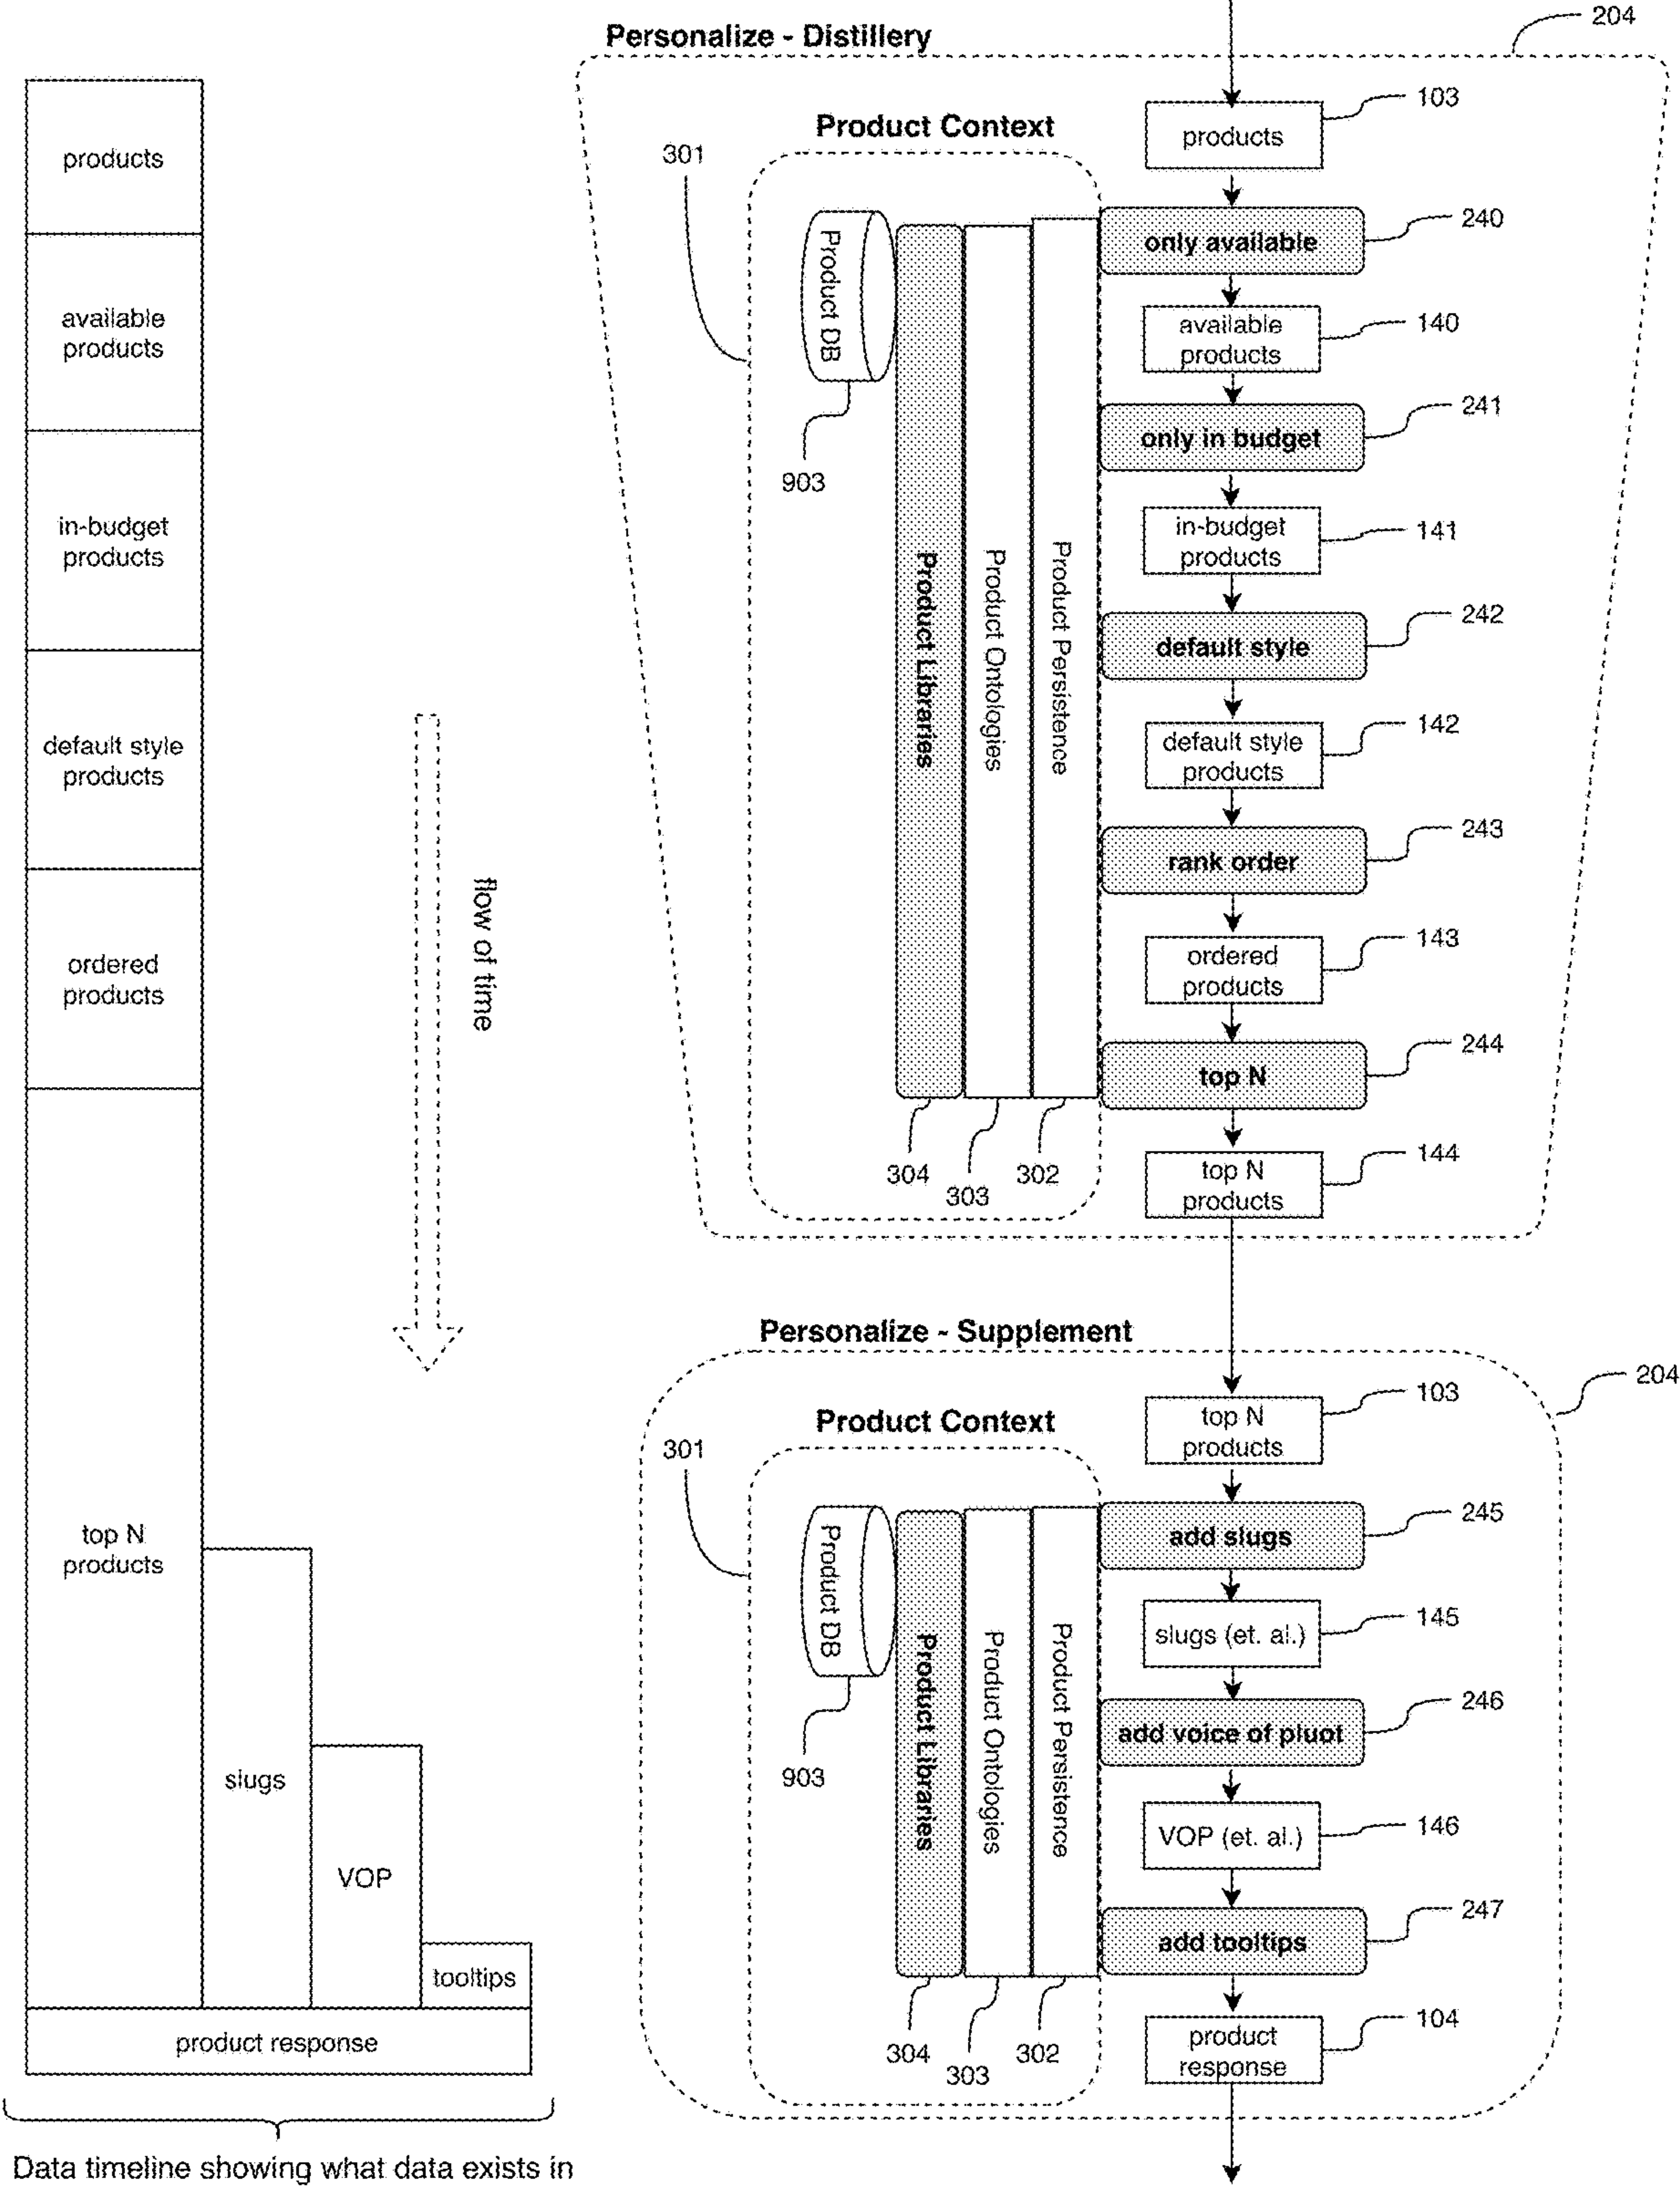 products
available
products
in-budget
products
default style
products
ordered
products
top N
products
slugs
VOP
tooltips
product response
Data timeline showing what data exists in
flow of time
Personalize - Distillery
204
Product Context
301
Product DB
903
Product Libraries
Product Ontologies
Product Persistence
304
303
302
products
103
only available
240
available
products
140
only in budget
241
in-budget
products
141
default style
242
default style
products
142
rank order
243
ordered
products
143
top N
244
top N
products
144
Personalize - Supplement
204
Product Context
301
Product DB
903
Product Libraries
Product Ontologies
Product Persistence
304
303
302
top N
products
103
add slugs
245
slugs (et. al.)
145
add voice of pluot
246
VOP (et. al.)
146
add tooltips
247
product
response
104